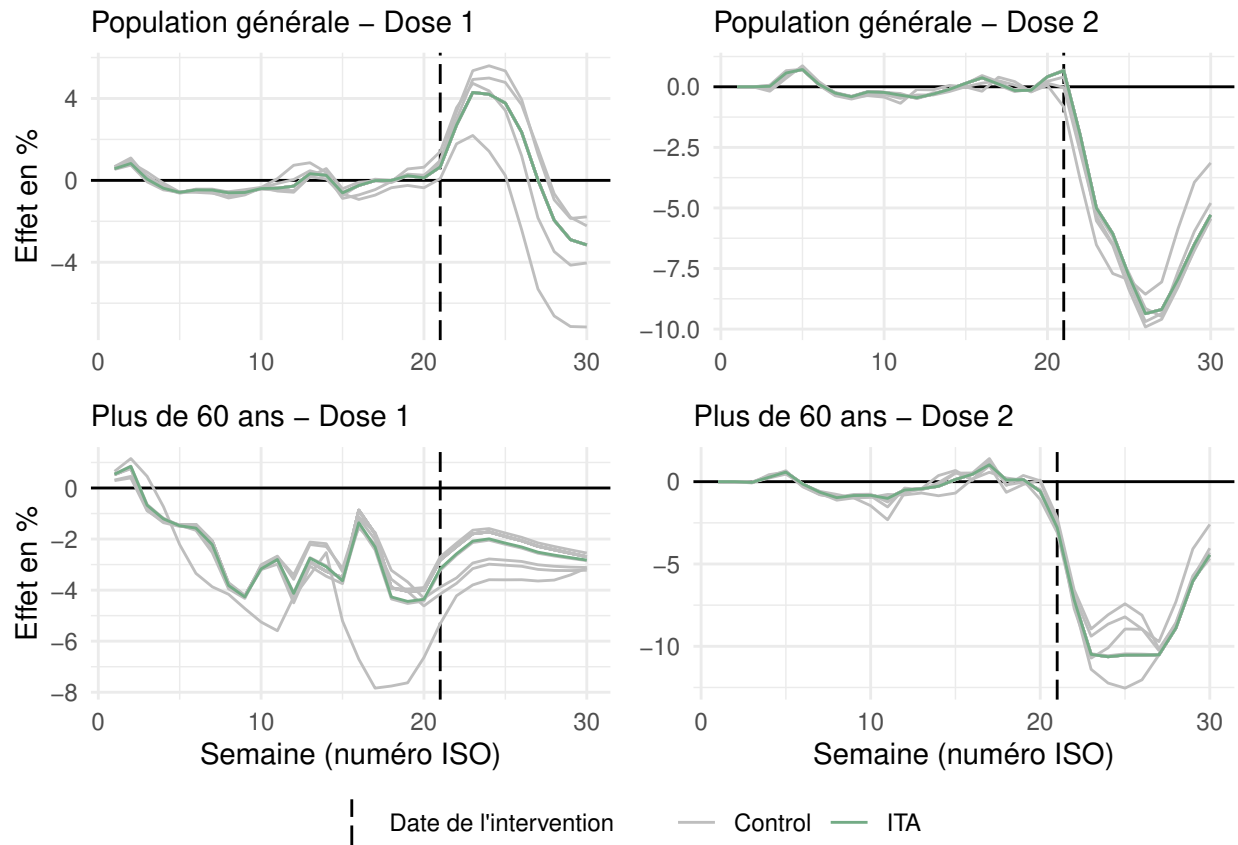 Population générale − Dose 1
Population générale − Dose 2
Effet en %
4
0
−4
0
10
20
30
0.0
−2.5
−5.0
−7.5
−10.0
0
10
20
30
Plus de 60 ans − Dose 1
Plus de 60 ans − Dose 2
Effet en %
0
−2
−4
−6
−8
0
10
20
30
Semaine (numéro ISO)
0
−5
−10
0
10
20
30
Semaine (numéro ISO)
Date de l'intervention
Control
ITA